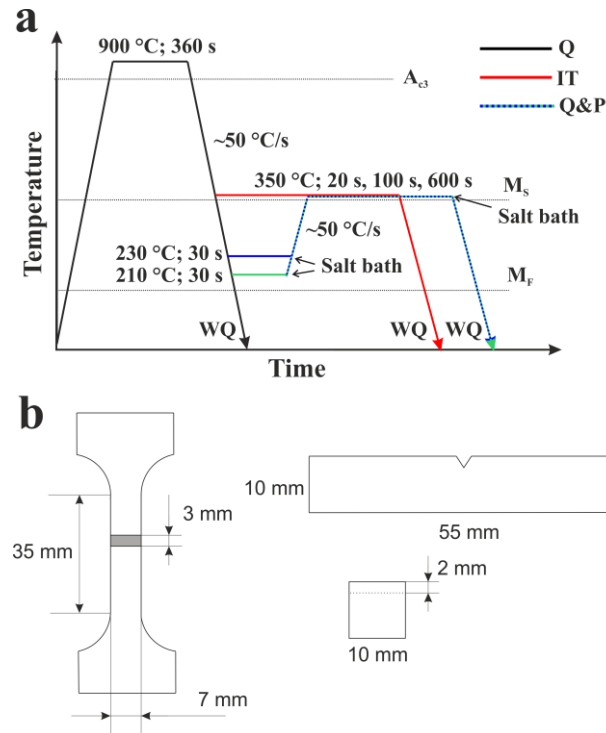 a
900 °C; 360 s
Q
IT
Q&P
Ac3
~50 °C/s
350 °C; 20 s, 100 s, 600 s
MS
Salt bath
~50 °C/s
230 °C; 30 s
Salt bath
210 °C; 30 s
MF
WQ
WQ
WQ
Temperature
Time
b
3 mm
35 mm
7 mm
10 mm
55 mm
2 mm
10 mm